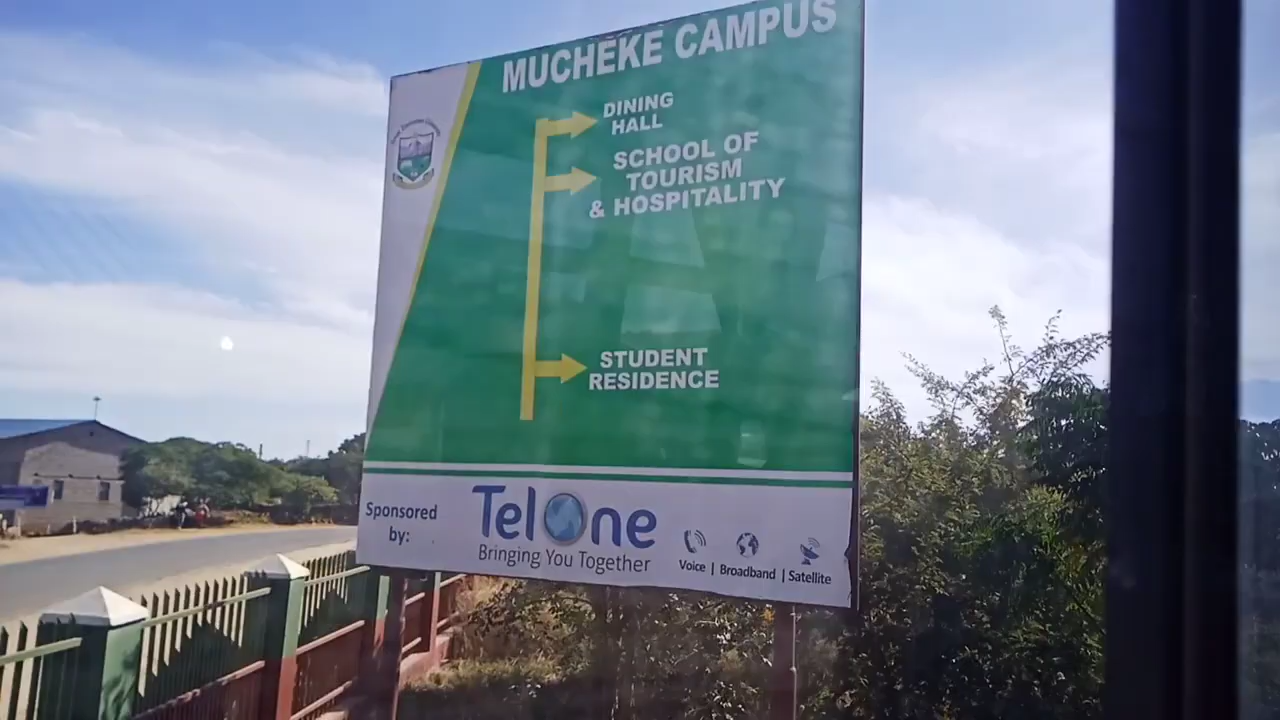 MUCHEKE CAMPUS
DINING
HALL
SCHOOL OF
TOURISM
& HOSPITALITY
STUDENT
RESIDENCE
Sponsored
by:
TelOne
Bringing You Together
Voice | Broadband | Satellite